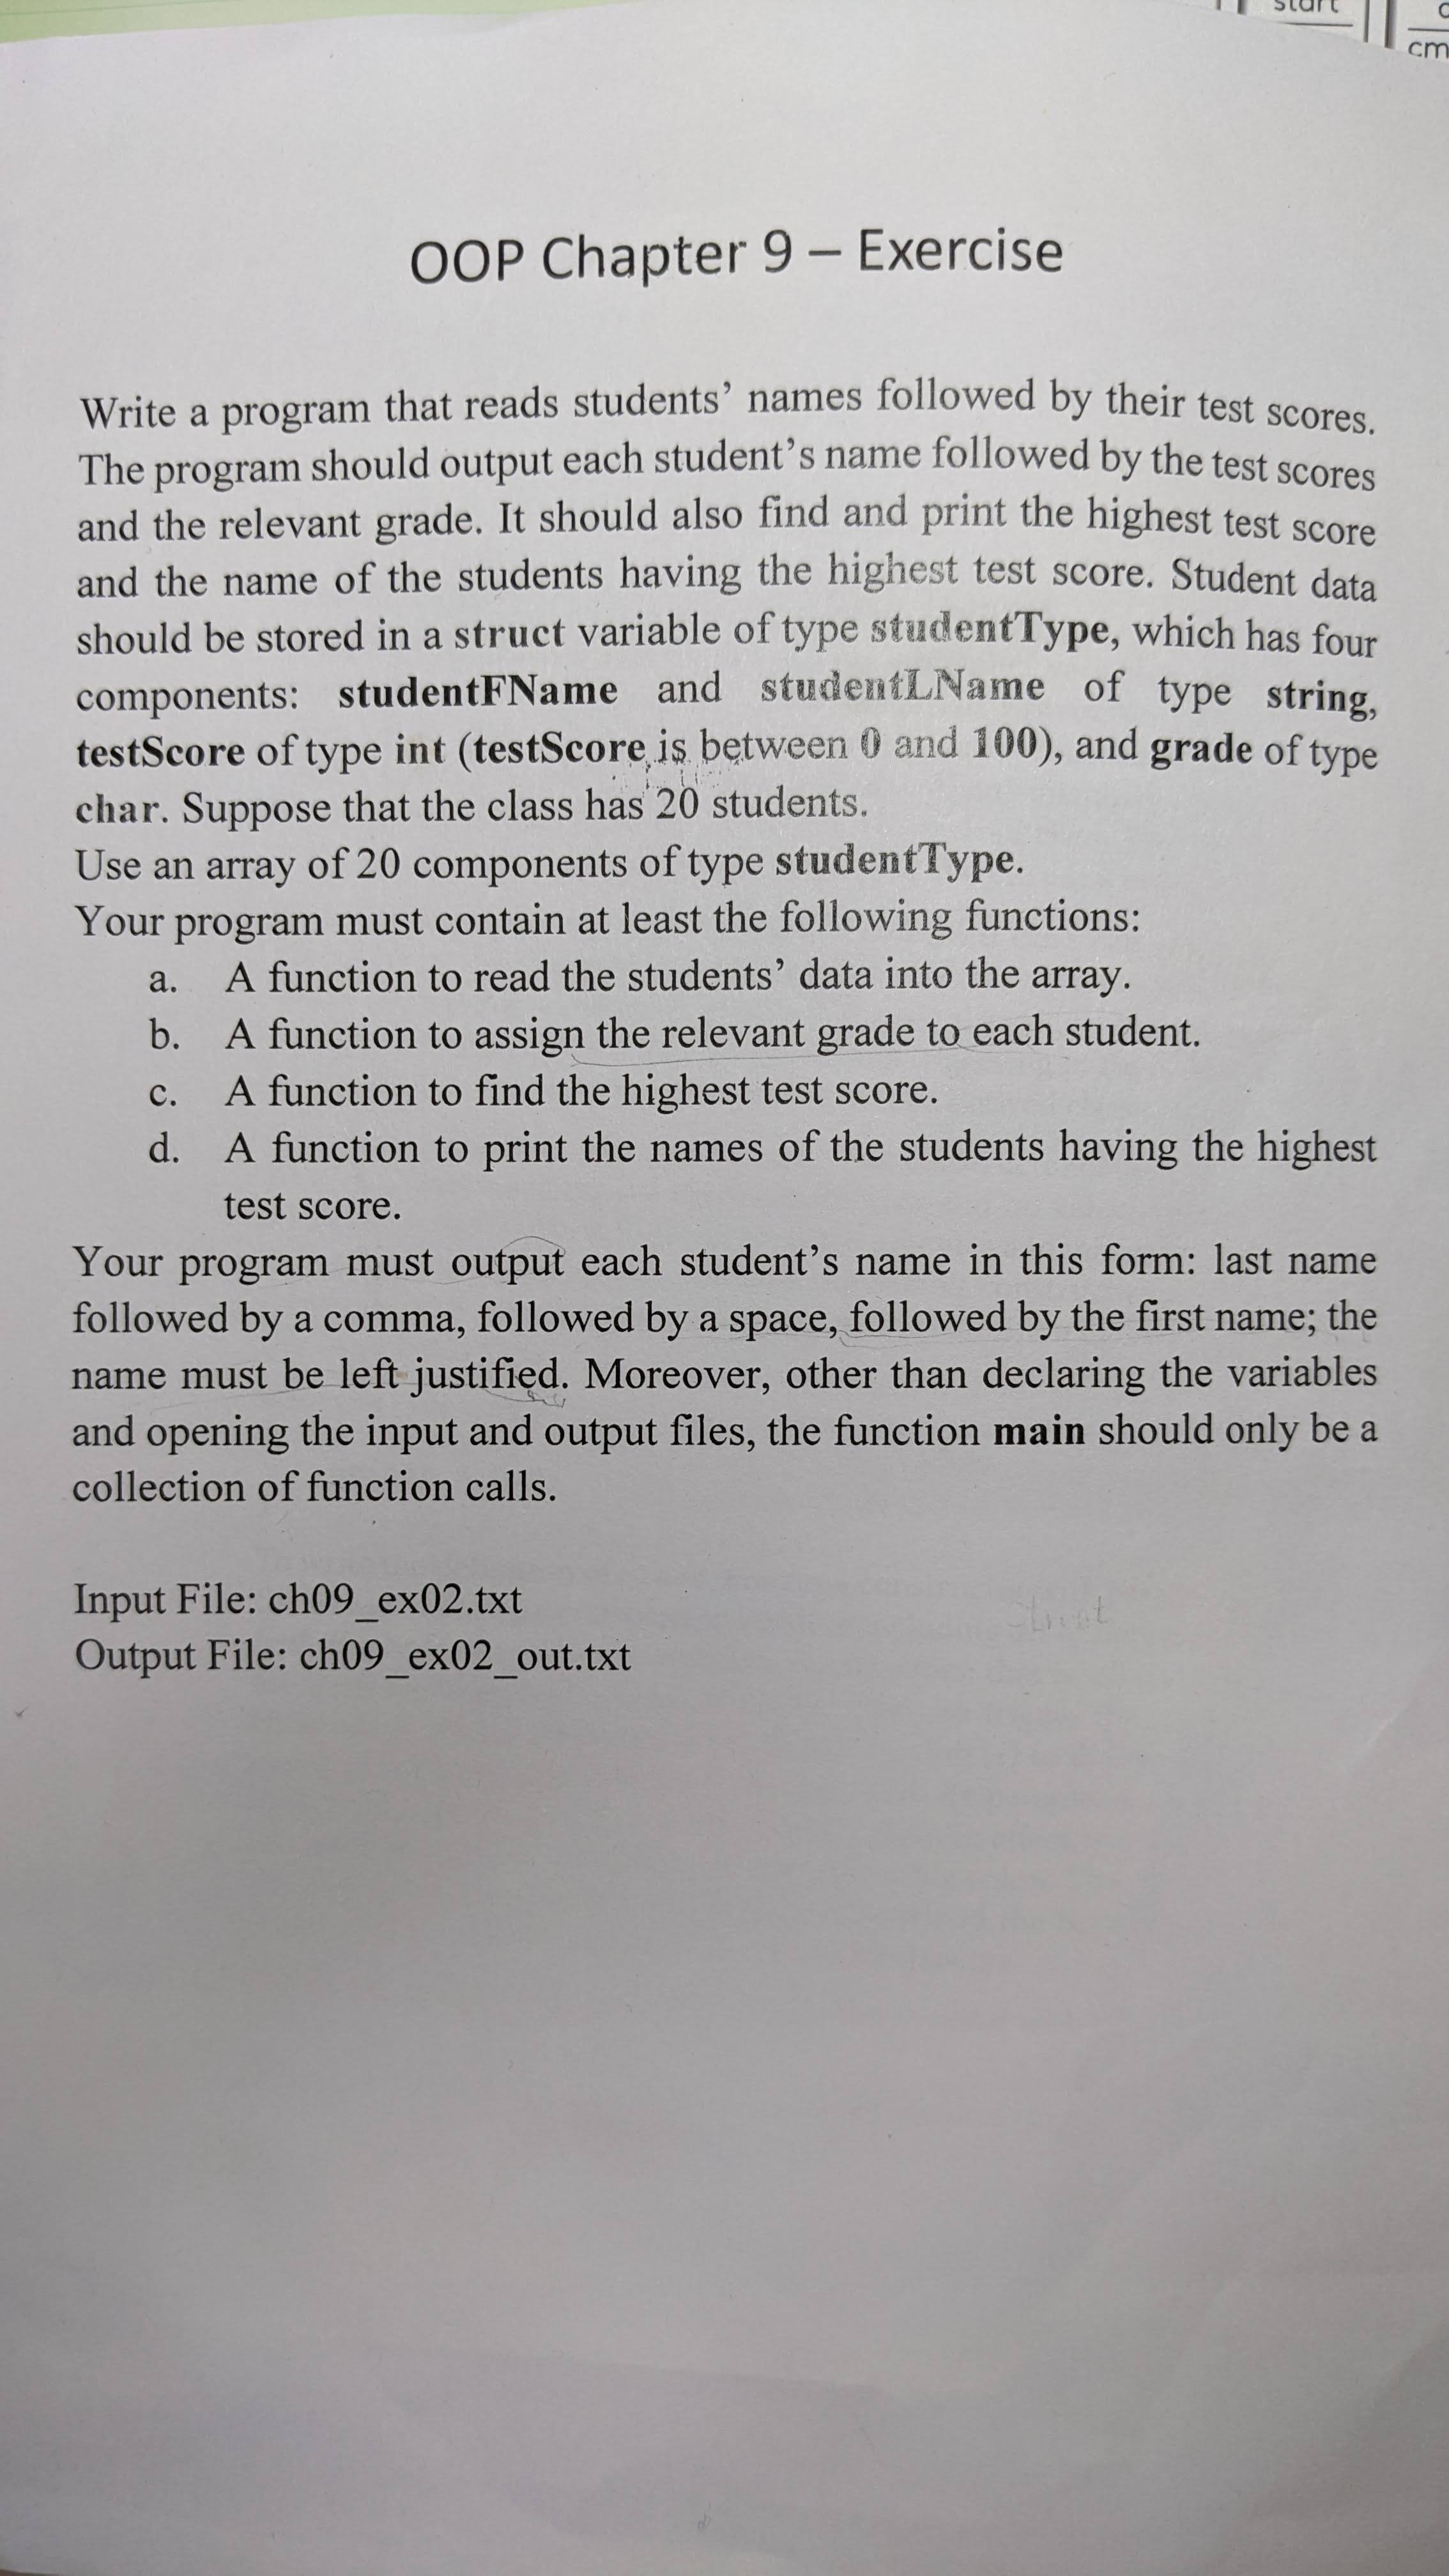 start
cm
OOP Chapter 9 – Exercise
Write a program that reads students’ names followed by their test scores.
The program should output each student’s name followed by the test scores
and the relevant grade. It should also find and print the highest test score
and the name of the students having the highest test score. Student data
should be stored in a struct variable of type studentType, which has four
components: studentFName and studentLName of type string,
testScore of type int (testScore is between 0 and 100), and grade of type
char. Suppose that the class has 20 students.
Use an array of 20 components of type studentType.
Your program must contain at least the following functions:
a. A function to read the students’ data into the array.
b. A function to assign the relevant grade to each student.
c. A function to find the highest test score.
d. A function to print the names of the students having the highest
test score.
Your program must output each student’s name in this form: last name
followed by a comma, followed by a space, followed by the first name; the
name must be left justified. Moreover, other than declaring the variables
and opening the input and output files, the function main should only be a
collection of function calls.
Input File: ch09_ex02.txt
Output File: ch09_ex02_out.txt